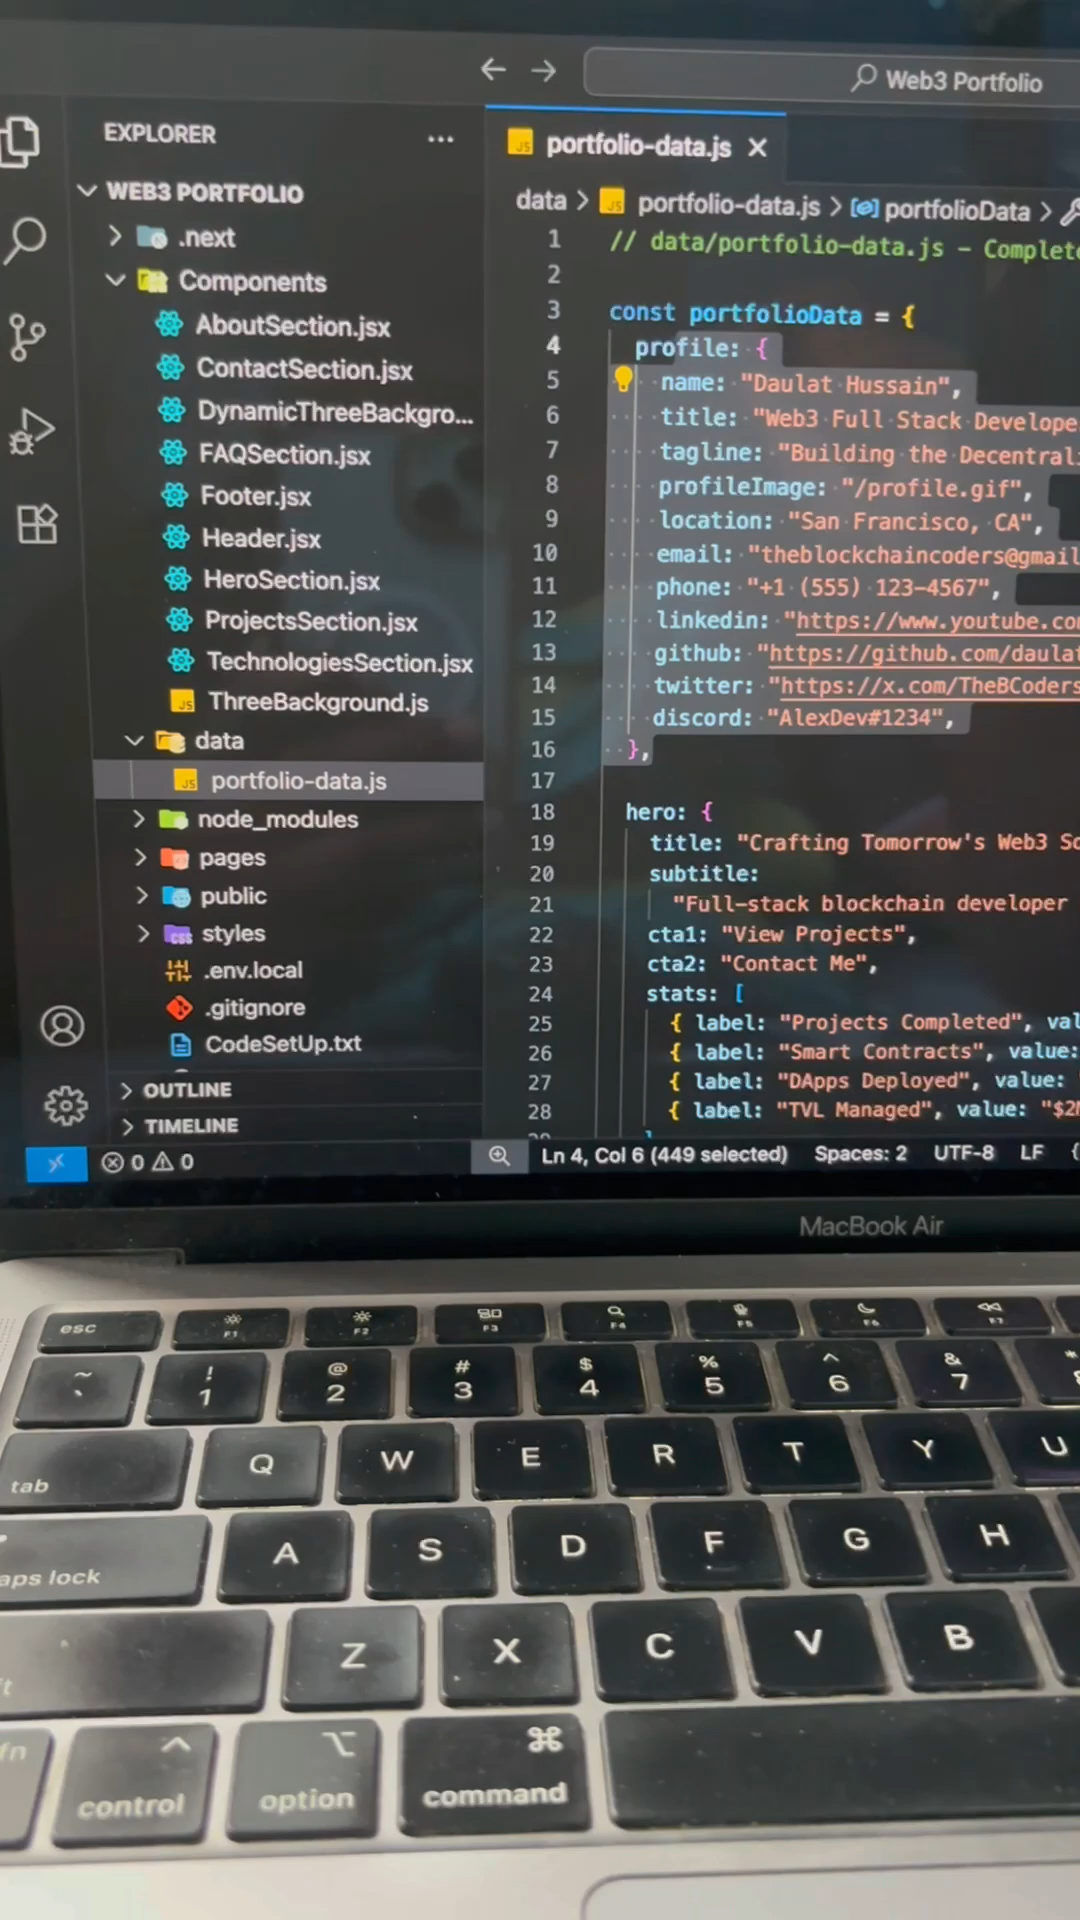 Web3 Portfolio
EXPLORER
...
WEB3 PORTFOLIO
.next
Components
AboutSection.jsx
ContactSection.jsx
DynamicThreeBackgro...
FAQSection.jsx
Footer.jsx
Header.jsx
HeroSection.jsx
ProjectsSection.jsx
TechnologiesSection.jsx
JS ThreeBackground.js
data
JS portfolio-data.js
node_modules
pages
public
styles
.env.local
.gitignore
CodeSetUp.txt
OUTLINE
TIMELINE
JS portfolio-data.js
data > JS portfolio-data.js > portfolioData >
1 // data/portfolio-data.js - Complete
2
3 const portfolioData = {
4 profile: {
5 name: "Daulat Hussain",
6 title: "Web3 Full Stack Develope
7 tagline: "Building the Decentrali
8 profileImage: "/profile.gif",
9 location: "San Francisco, CA",
10 email: "theblockchaincoders@gmail
11 phone: "+1 (555) 123-4567",
12 linkedin: "https://www.youtube.co
13 github: "https://github.com/daulat
14 twitter: "https://x.com/TheBCoders
15 discord: "AlexDev#1234",
16 },
17
18 hero: {
19 title: "Crafting Tomorrow's Web3 So
20 subtitle:
21 "Full-stack blockchain developer
22 cta1: "View Projects",
23 cta2: "Contact Me",
24 stats: [
25 { label: "Projects Completed", val
26 { label: "Smart Contracts", value:
27 { label: "DApps Deployed", value:
28 { label: "TVL Managed", value: "$2M
0 0
Ln 4, Col 6 (449 selected) Spaces: 2 UTF-8 LF {
MacBook Air
esc F1 F2 F3 F4 F5 F6 F7
~ ` ! 1 @ 2 # 3 $ 4 % 5 ^ 6 & 7 *
tab Q W E R T Y U
aps lock A S D F G H
Z X C V B
fn control option ⌘ command